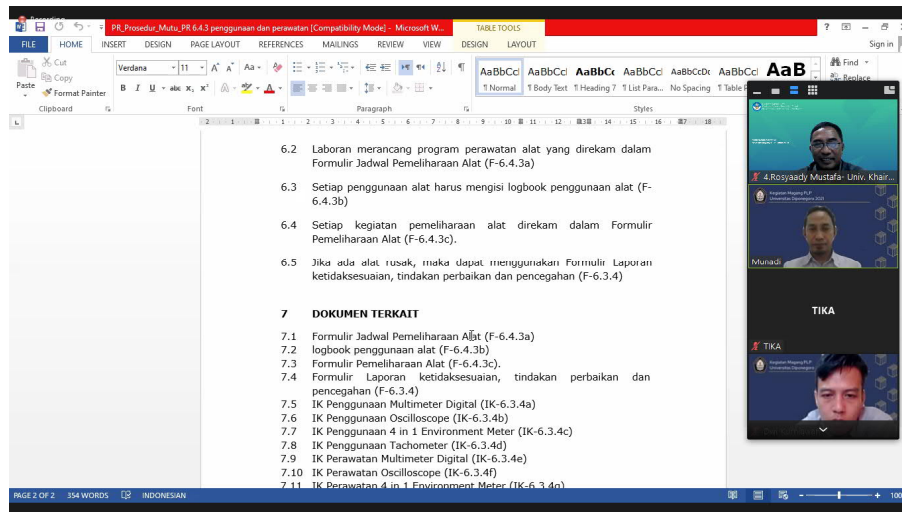 PR_Prosedur_Mutu_PR 6.4.3 penggunaan dan perawatan [Compatibility Mode] - Microsoft W...
TABLE TOOLS
FILE HOME INSERT DESIGN PAGE LAYOUT REFERENCES MAILINGS REVIEW VIEW DESIGN LAYOUT Sign in
Cut
Copy
Format Painter
Paste
Verdana 11
Find
Replace
AaBbCcI AaBbCcI AaBbCc AaBbCcI AaBbCcDc AaBbCcI AaB
¶ Normal ¶ Body Text ¶ Heading 7 ¶ List Para... No Spacing ¶ Table P
Clipboard Font Paragraph Styles
6.2 Laboran merancang program perawatan alat yang direkam dalam
Formulir Jadwal Pemeliharaan Alat (F-6.4.3a)
6.3 Setiap penggunaan alat harus mengisi logbook penggunaan alat (F-
6.4.3b)
6.4 Setiap kegiatan pemeliharaan alat direkam dalam Formulir
Pemeliharaan Alat (F-6.4.3c).
6.5 Jika ada alat rusak, maka dapat menggunakan Formulir Laporan
ketidaksesuaian, tindakan perbaikan dan pencegahan (F-6.3.4)
7 DOKUMEN TERKAIT
7.1 Formulir Jadwal Pemeliharaan Alat (F-6.4.3a)
7.2 logbook penggunaan alat (F-6.4.3b)
7.3 Formulir Pemeliharaan Alat (F-6.4.3c).
7.4 Formulir Laporan ketidaksesuaian, tindakan perbaikan dan
pencegahan (F-6.3.4)
7.5 IK Penggunaan Multimeter Digital (IK-6.3.4a)
7.6 IK Penggunaan Oscilloscope (IK-6.3.4b)
7.7 IK Penggunaan 4 in 1 Environment Meter (IK-6.3.4c)
7.8 IK Penggunaan Tachometer (IK-6.3.4d)
7.9 IK Perawatan Multimeter Digital (IK-6.3.4e)
7.10 IK Perawatan Oscilloscope (IK-6.3.4f)
7.11 IK Perawatan 4 in 1 Environment Meter (IK-6.3.4g)
4.Rosyaady Mustafa- Univ. Khair...
Kegiatan Magang PLP
Universitas Diponegoro 2021
Munadi
TIKA
TIKA
Kegiatan Magang PLP
Universitas Diponegoro
PAGE 2 OF 2 354 WORDS INDONESIAN 100